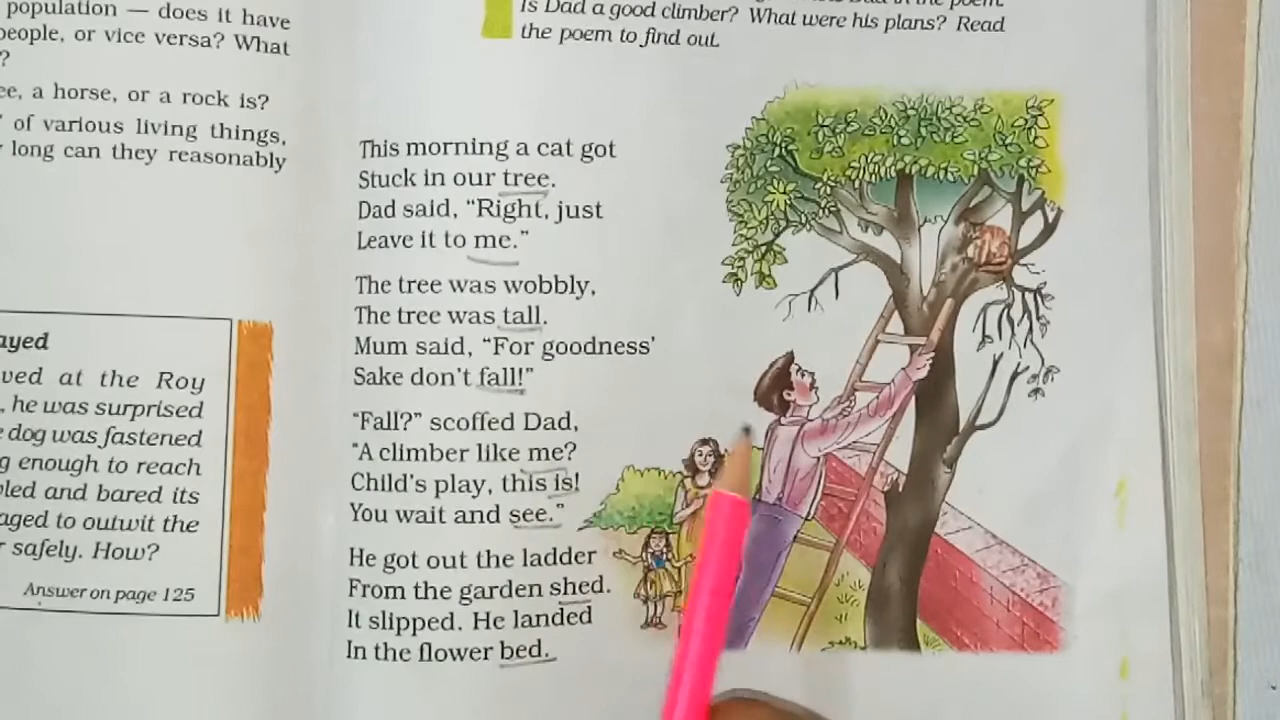 population — does it have
people, or vice versa? What
?
a horse, or a rock is?
of various living things,
long can they reasonably
ved at the Roy
, he was surprised
dog was fastened
g enough to reach
and bared its
aged to outwit the
safely. How?
Answer on page 125
Is Dad a good climber? What were his plans? Read
the poem to find out.
This morning a cat got
Stuck in our tree.
Dad said, “Right, just
Leave it to me.”
The tree was wobbly,
The tree was tall.
Mum said, “For goodness’
Sake don’t fall!”
“Fall?” scoffed Dad,
“A climber like me?
Child’s play, this is!
You wait and see.”
He got out the ladder
From the garden shed.
It slipped. He landed
In the flower bed.